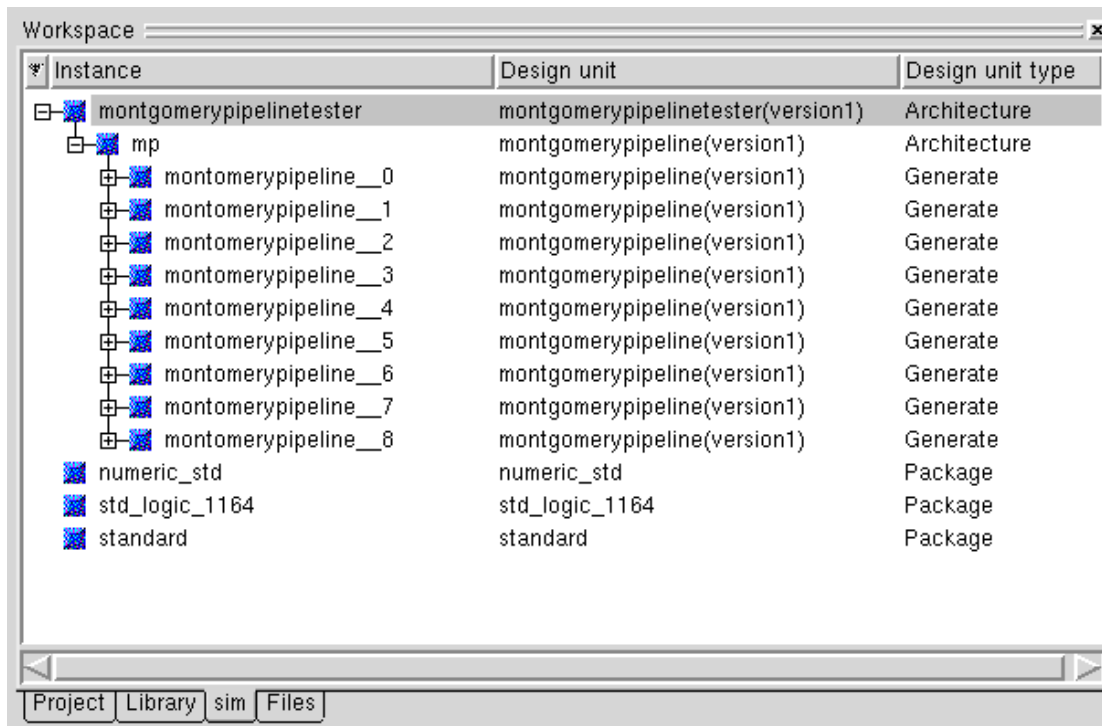 Workspace
Instance Design unit Design unit type
montgomerypipelinetester montgomerypipelinetester(version1) Architecture
mp montgomerypipeline(version1) Architecture
montomerypipeline__0 montgomerypipeline(version1) Generate
montomerypipeline__1 montgomerypipeline(version1) Generate
montomerypipeline__2 montgomerypipeline(version1) Generate
montomerypipeline__3 montgomerypipeline(version1) Generate
montomerypipeline__4 montgomerypipeline(version1) Generate
montomerypipeline__5 montgomerypipeline(version1) Generate
montomerypipeline__6 montgomerypipeline(version1) Generate
montomerypipeline__7 montgomerypipeline(version1) Generate
montomerypipeline__8 montgomerypipeline(version1) Generate
numeric_std numeric_std Package
std_logic_1164 std_logic_1164 Package
standard standard Package
Project Library sim Files